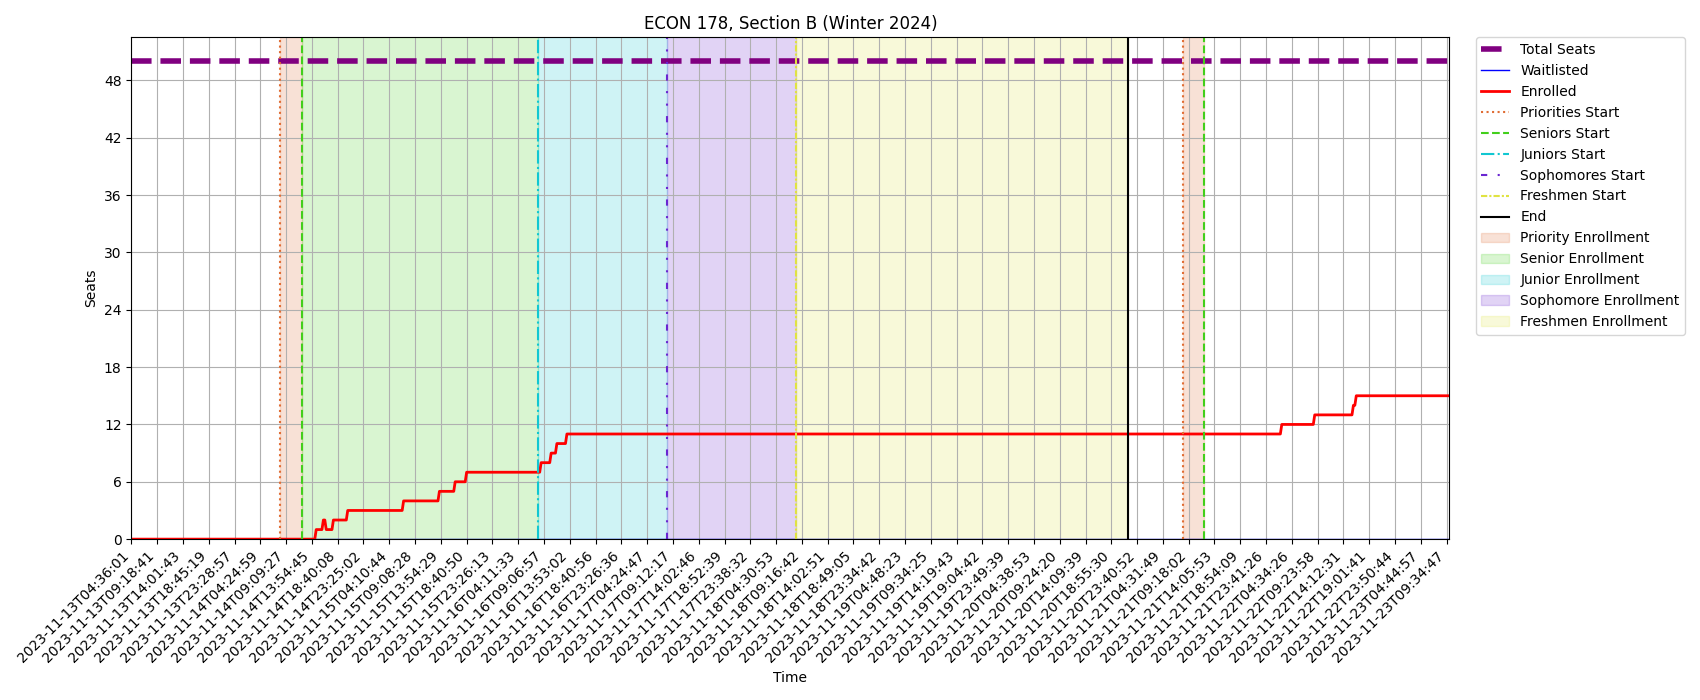 ECON 178, Section B (Winter 2024)
Seats
48
42
36
30
24
18
12
6
0
2023-11-13T04:36:01
2023-11-13T09:18:41
2023-11-13T14:01:43
2023-11-13T18:45:19
2023-11-13T23:28:57
2023-11-14T04:24:59
2023-11-14T09:09:27
2023-11-14T13:54:45
2023-11-14T18:40:08
2023-11-14T23:25:02
2023-11-15T04:10:44
2023-11-15T09:08:28
2023-11-15T13:54:29
2023-11-15T18:40:50
2023-11-15T23:26:13
2023-11-16T04:11:33
2023-11-16T09:06:57
2023-11-16T13:53:02
2023-11-16T18:40:56
2023-11-16T23:26:36
2023-11-17T04:24:47
2023-11-17T09:12:17
2023-11-17T14:02:46
2023-11-17T18:52:39
2023-11-17T23:38:32
2023-11-18T04:30:53
2023-11-18T09:16:42
2023-11-18T14:02:51
2023-11-18T18:49:05
2023-11-18T23:34:42
2023-11-19T04:48:23
2023-11-19T09:34:25
2023-11-19T14:19:43
2023-11-19T19:04:42
2023-11-19T23:49:39
2023-11-20T04:38:53
2023-11-20T09:24:20
2023-11-20T14:09:39
2023-11-20T18:55:30
2023-11-20T23:40:52
2023-11-21T04:31:49
2023-11-21T09:18:02
2023-11-21T14:05:53
2023-11-21T18:54:09
2023-11-21T23:41:26
2023-11-22T04:34:26
2023-11-22T09:23:58
2023-11-22T14:12:31
2023-11-22T19:01:41
2023-11-22T23:50:44
2023-11-23T04:44:57
2023-11-23T09:34:47
Time
Total Seats
Waitlisted
Enrolled
Priorities Start
Seniors Start
Juniors Start
Sophomores Start
Freshmen Start
End
Priority Enrollment
Senior Enrollment
Junior Enrollment
Sophomore Enrollment
Freshmen Enrollment